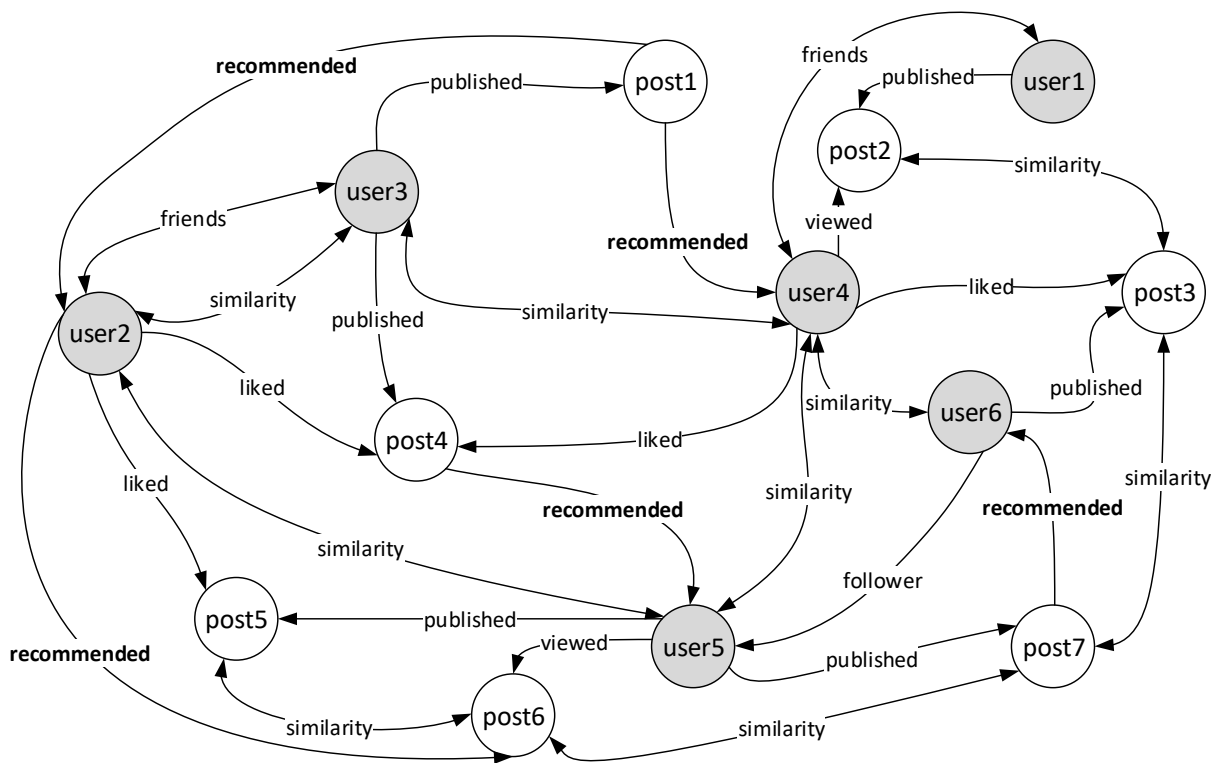 friends
recommended
published
post1
published
user1
post2
similarity
user3
friends
viewed
recommended
similarity
user4
liked
post3
similarity
published
user2
liked
similarity
user6
published
post4
liked
liked
recommended
similarity
similarity
recommended
similarity
follower
post5
published
viewed
user5
published
post7
recommended
similarity
post6
similarity